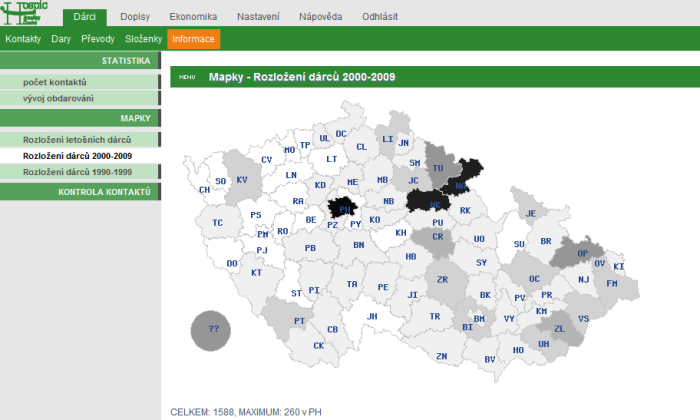 Hospic
Anežky
České
Dárci Dopisy Ekonomika Nastavení Nápověda Odhlásit
Kontakty Dary Převody Složenky Informace
STATISTIKA
počet kontaktů
vývoj obdarování
MAPKY
Rozložení letošních dárců
Rozložení dárců 2000-2009
Rozložení dárců 1990-1999
KONTROLA KONTAKTŮ
MENU Mapky - Rozložení dárců 2000-2009
UL DC LI
MO TP CL JN
CV LT SM TU
CH SO KV LN KD ME MB JC NA
RA PH NB HK RK
TC PS BE PZ PY KO PU JE
PM RO KH CR UO SU BR
PJ PB BN HB OP
DO KT SY OV KI
ST PI TA PE JI ZR BK OC NJ FM
PV PR
?? PT CB JH TR BI BM VY KM ZL VS
CK ZN BV HO UH
CELKEM: 1588, MAXIMUM: 260 v PH